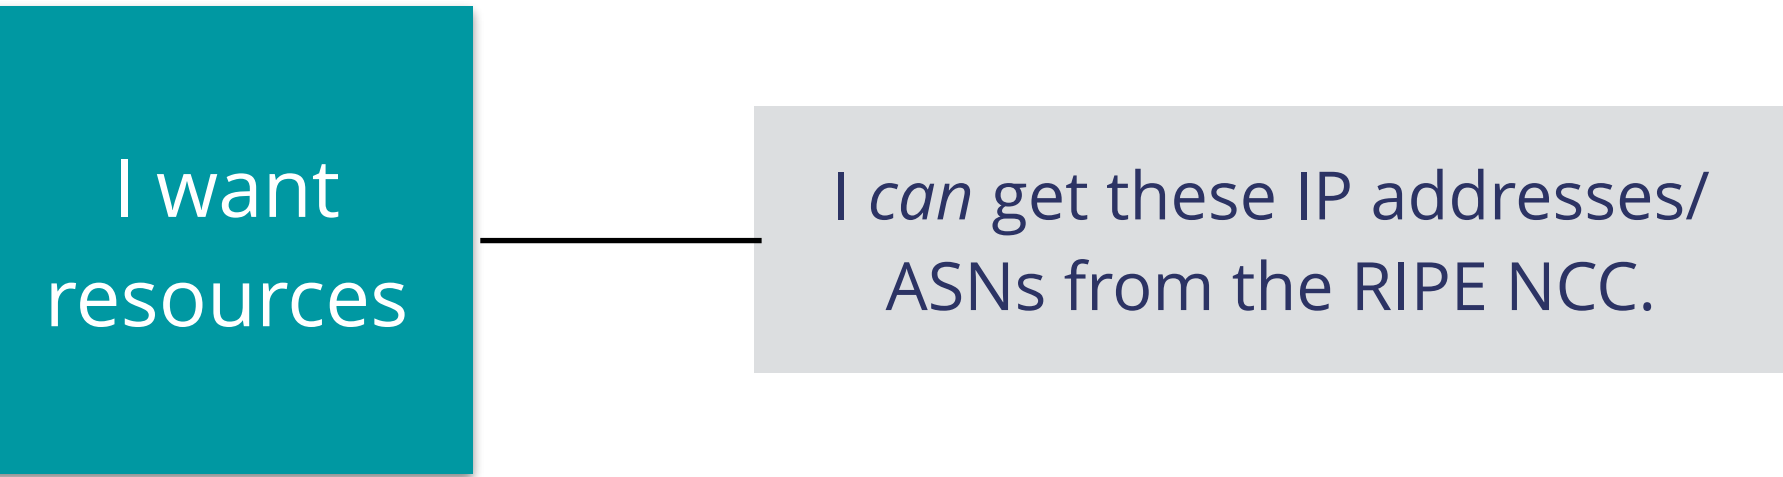 I want
resources
I can get these IP addresses/
ASNs from the RIPE NCC.